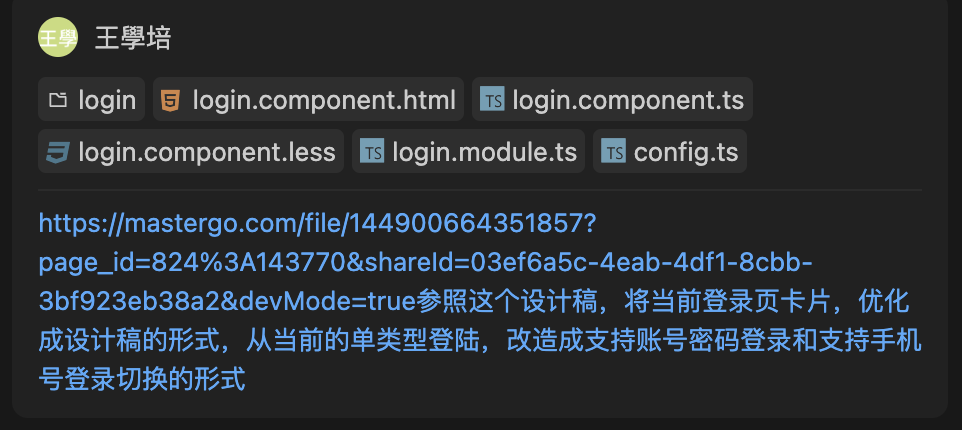 王學 王學培
login login.component.html TS login.component.ts
login.component.less TS login.module.ts TS config.ts
https://mastergo.com/file/144900664351857?
page_id=824%3A143770&shareId=03ef6a5c-4eab-4df1-8cbb-
3bf923eb38a2&devMode=true参照这个设计稿，将当前登录页卡片，优化
成设计稿的形式，从当前的单类型登陆，改造成支持账号密码登录和支持手机
号登录切换的形式